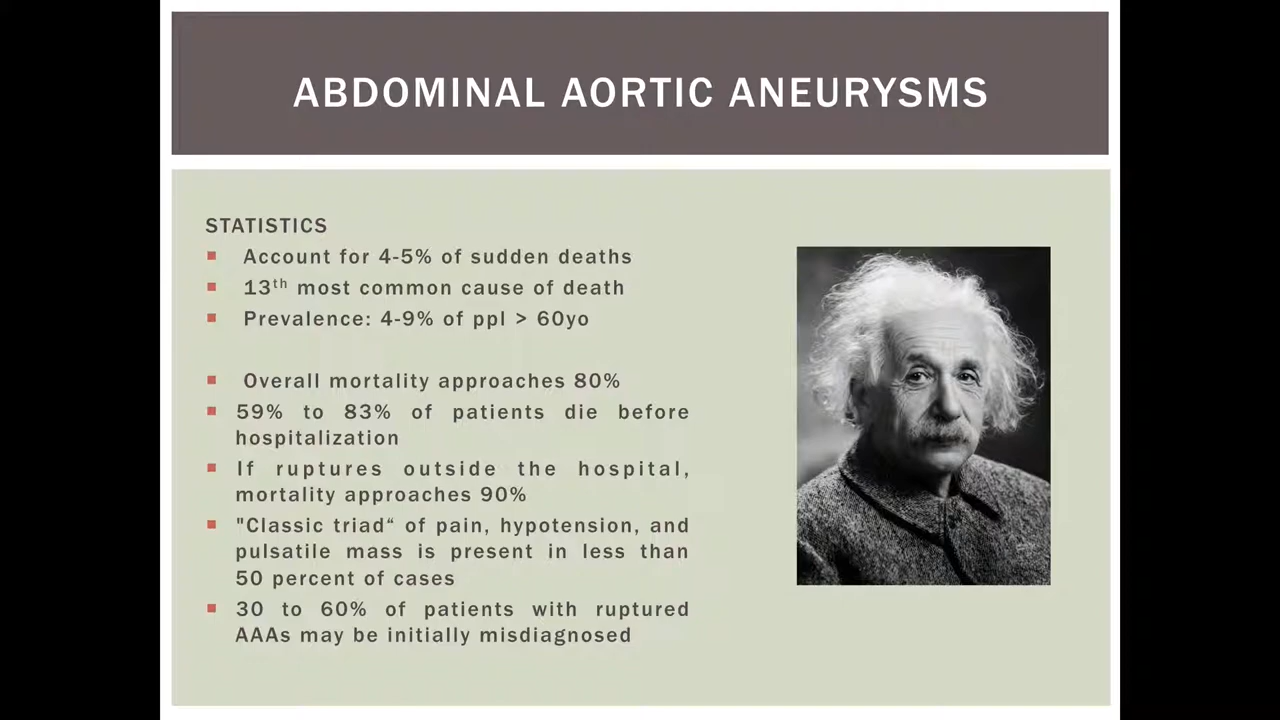 ABDOMINAL AORTIC ANEURYSMS
STATISTICS
Account for 4-5% of sudden deaths
13th most common cause of death
Prevalence: 4-9% of ppl > 60yo
Overall mortality approaches 80%
59% to 83% of patients die before
hospitalization
If ruptures outside the hospital,
mortality approaches 90%
"Classic triad“ of pain, hypotension, and
pulsatile mass is present in less than
50 percent of cases
30 to 60% of patients with ruptured
AAAs may be initially misdiagnosed